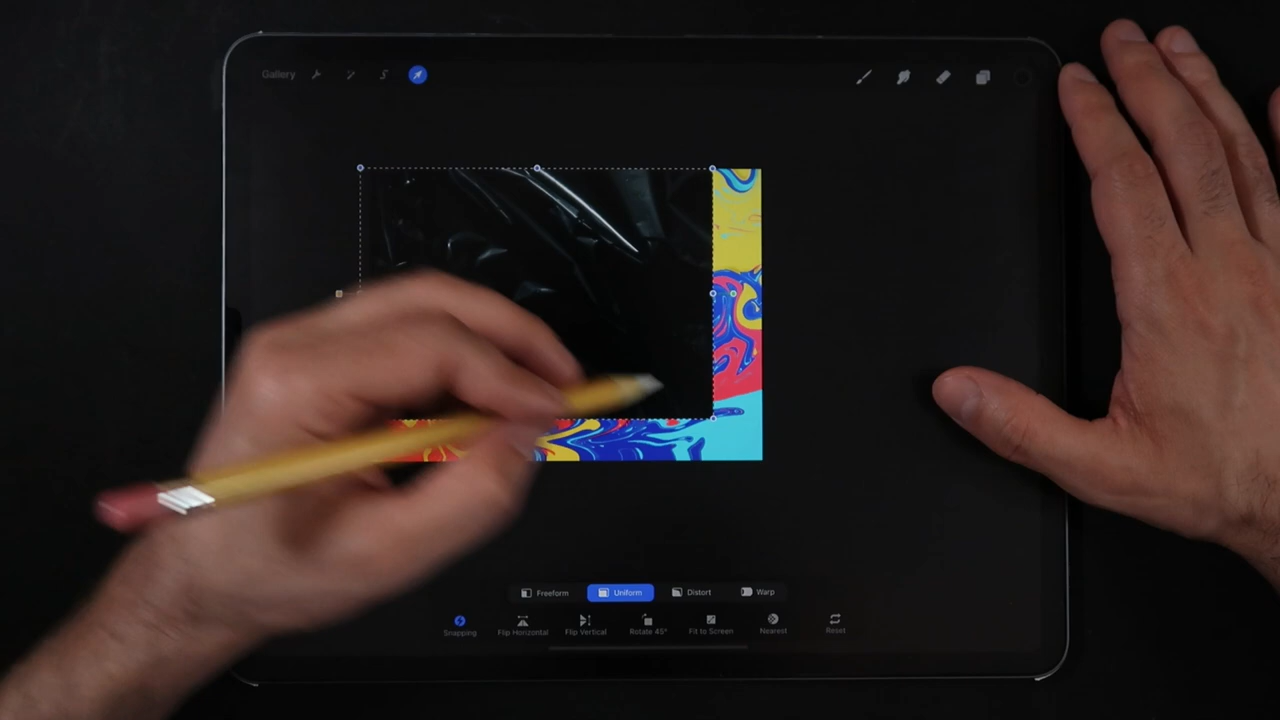 Gallery
Freeform Uniform Distort Warp
Snapping Flip Horizontal Flip Vertical Rotate 45° Fit to Screen Nearest Reset